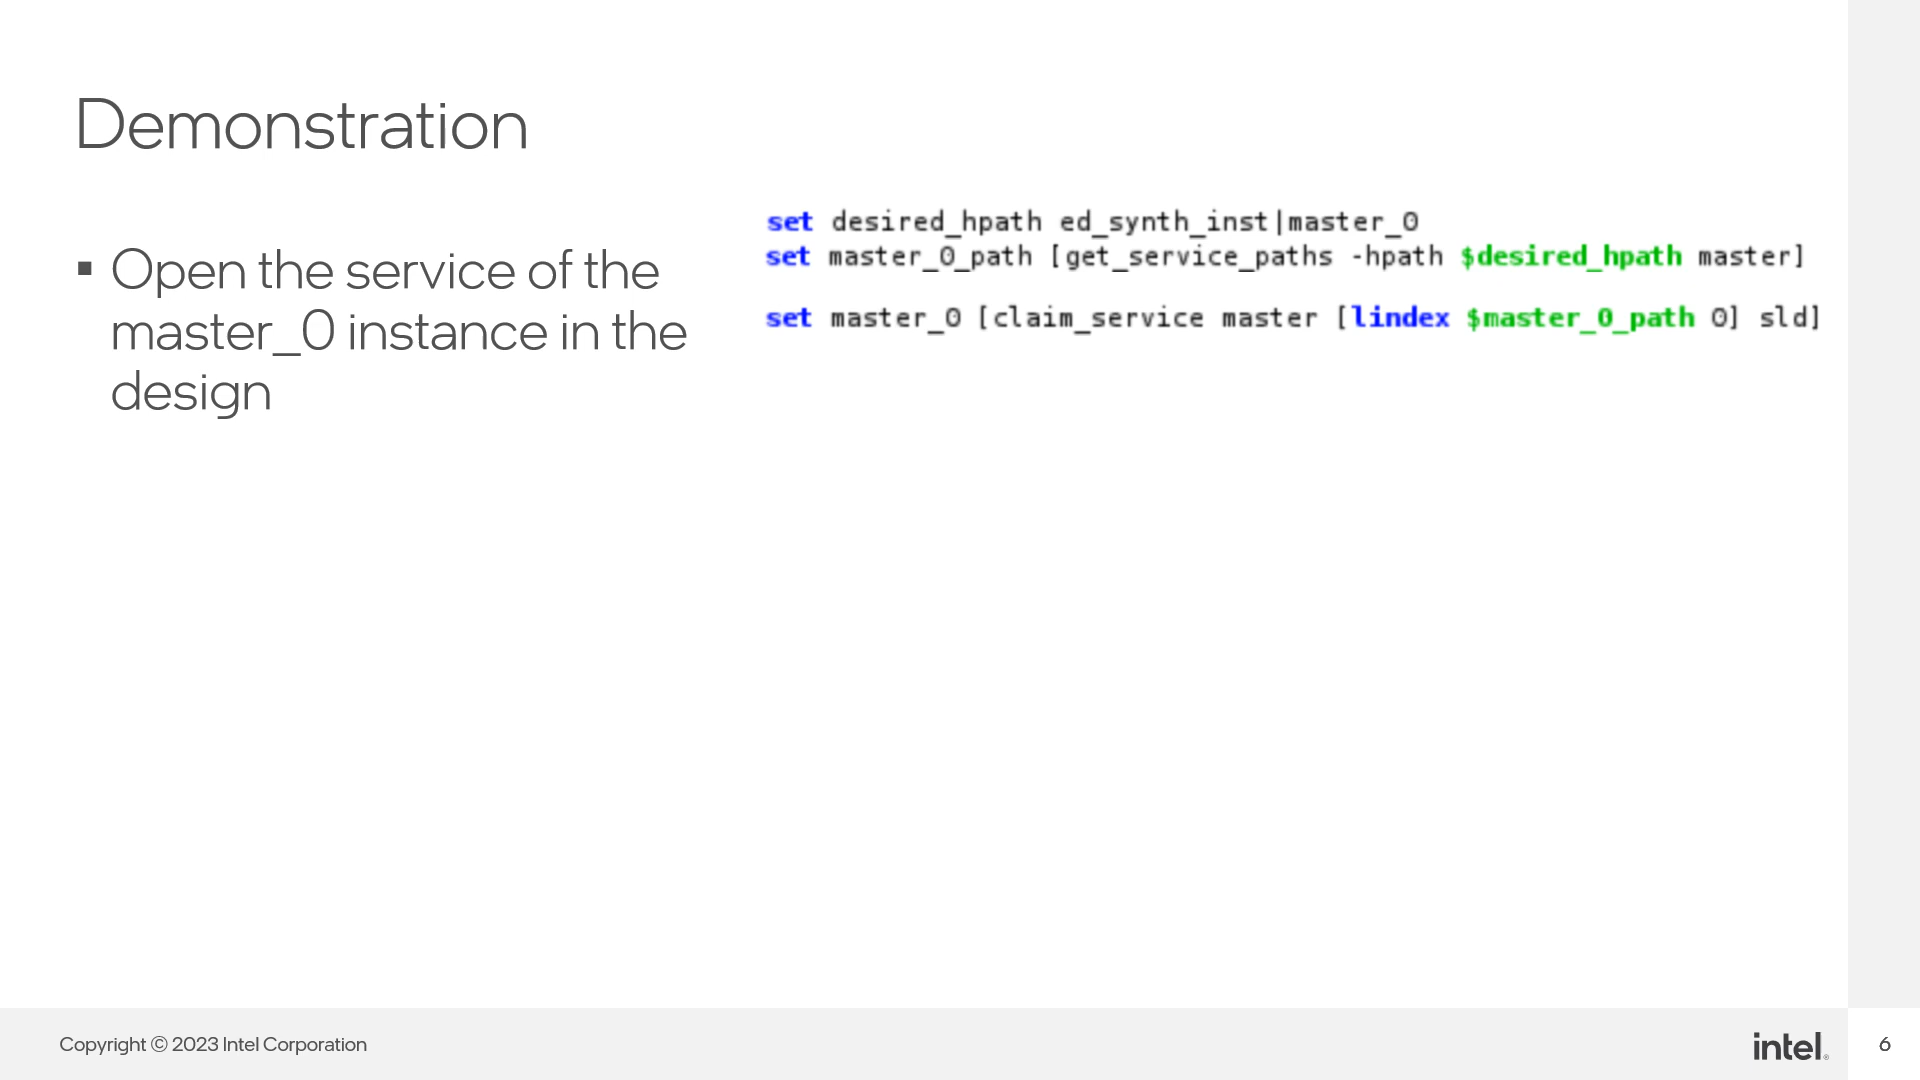 Demonstration
▪ Open the service of the
master_0 instance in the
design
set desired_hpath ed_synth_inst|master_0
set master_0_path [get_service_paths -hpath $desired_hpath master]
set master_0 [claim_service master [lindex $master_0_path 0] sld]
Copyright © 2023 Intel Corporation
intel®
6